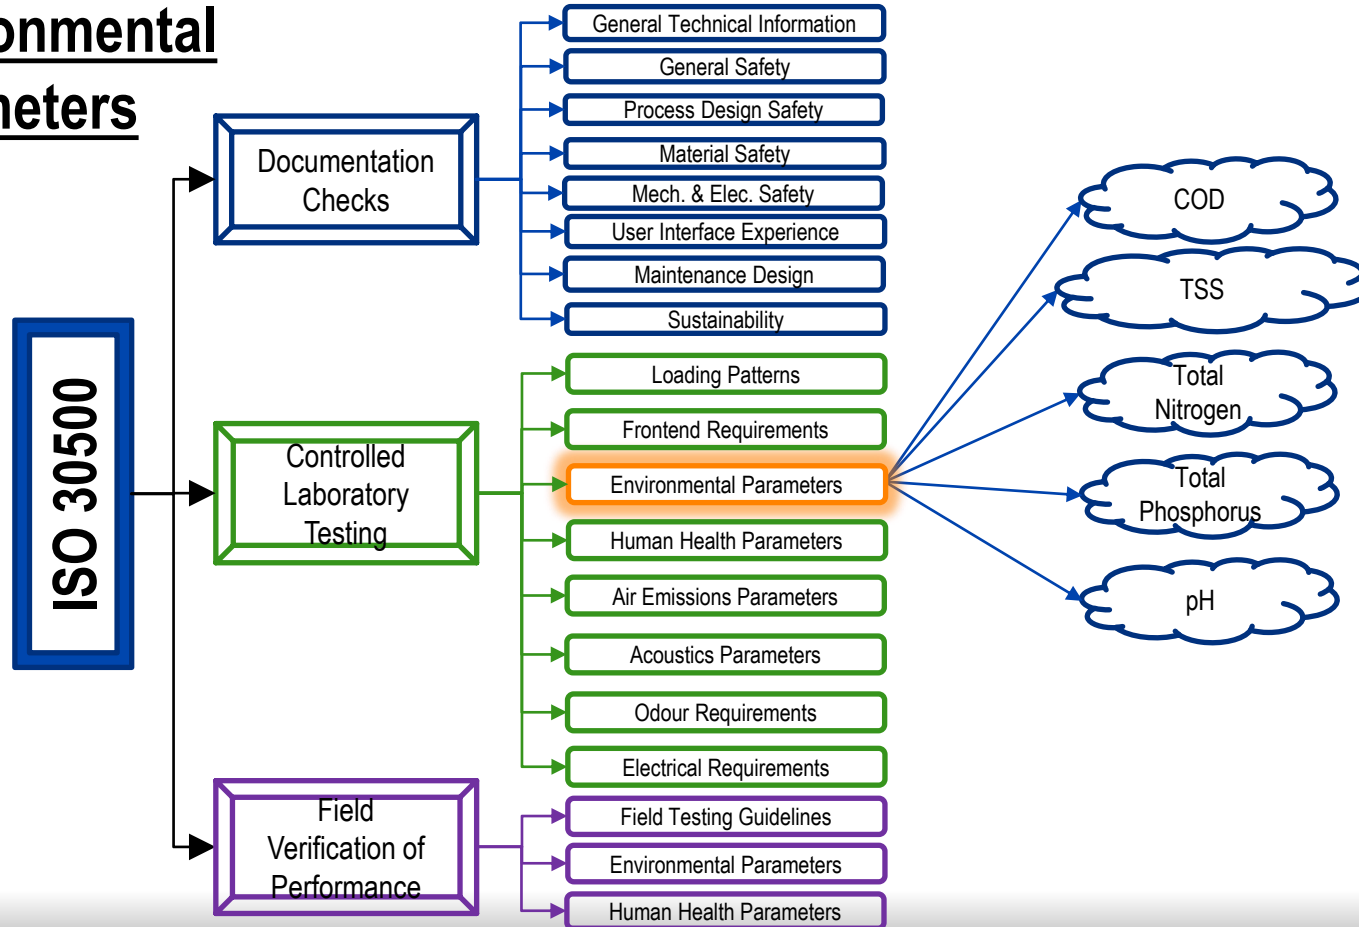 onmental
neters
ISO 30500
Documentation
Checks
General Technical Information
General Safety
Process Design Safety
Material Safety
Mech. & Elec. Safety
User Interface Experience
Maintenance Design
Sustainability
Controlled
Laboratory
Testing
Loading Patterns
Frontend Requirements
Environmental Parameters
Human Health Parameters
Air Emissions Parameters
Acoustics Parameters
Odour Requirements
Electrical Requirements
COD
TSS
Total
Nitrogen
Total
Phosphorus
pH
Field
Verification of
Performance
Field Testing Guidelines
Environmental Parameters
Human Health Parameters